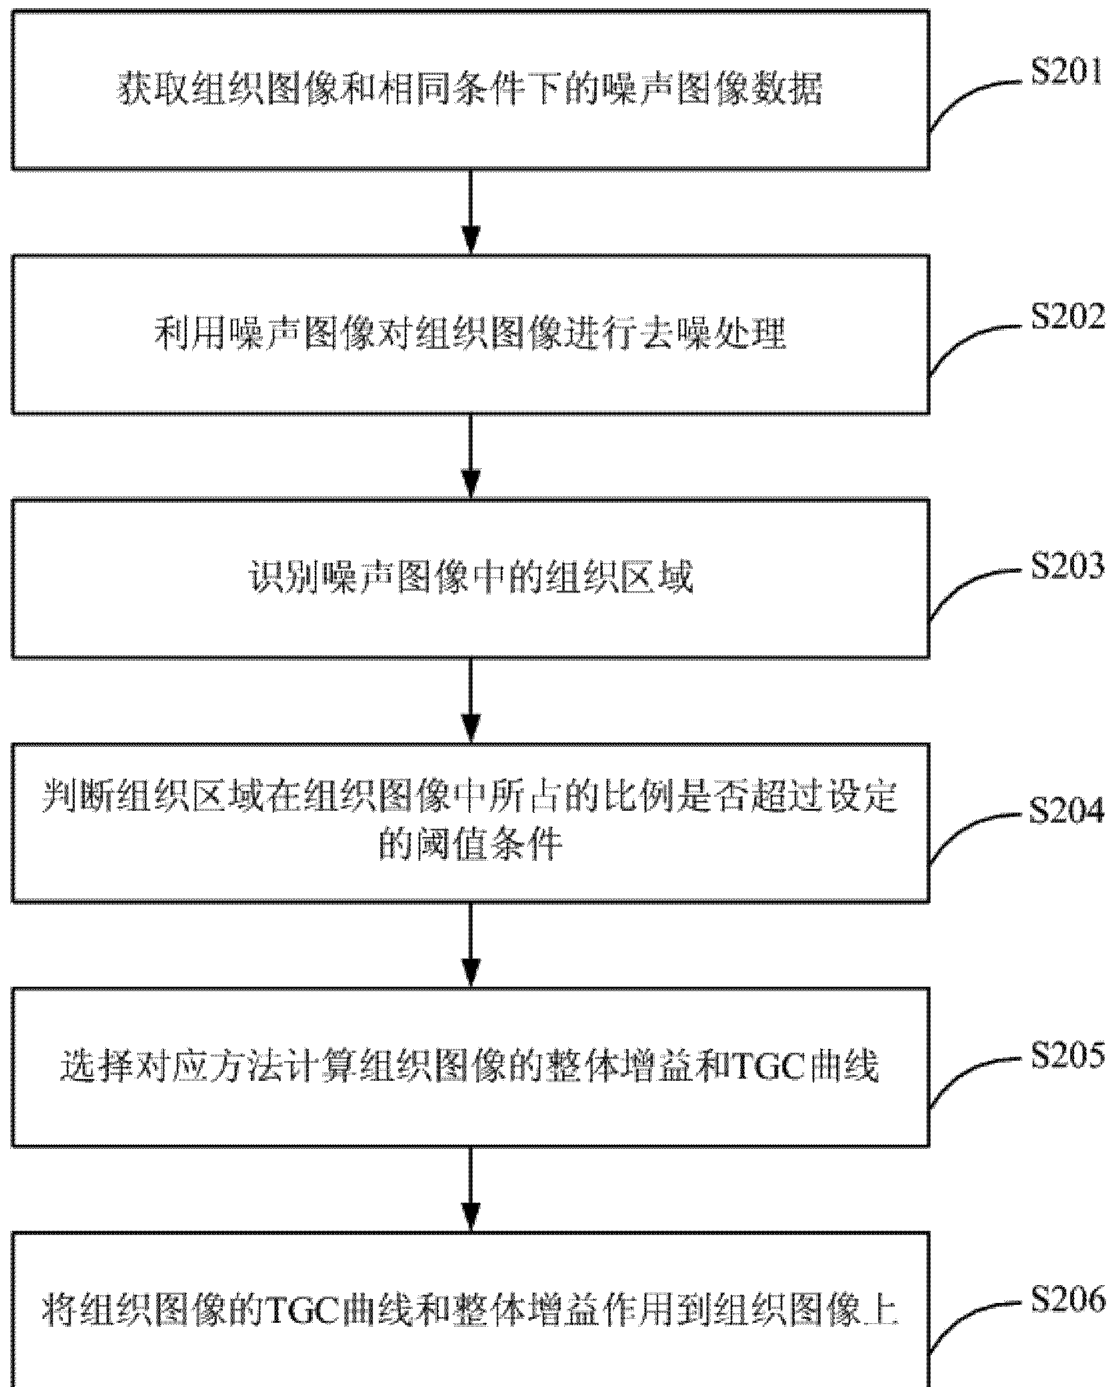 获取组织图像和相同条件下的噪声图像数据
S201
利用噪声图像对组织图像进行去噪处理
S202
识别噪声图像中的组织区域
S203
判断组织区域在组织图像中所占的比例是否超过设定
的阈值条件
S204
选择对应方法计算组织图像的整体增益和TGC曲线
S205
将组织图像的TGC曲线和整体增益作用到组织图像上
S206